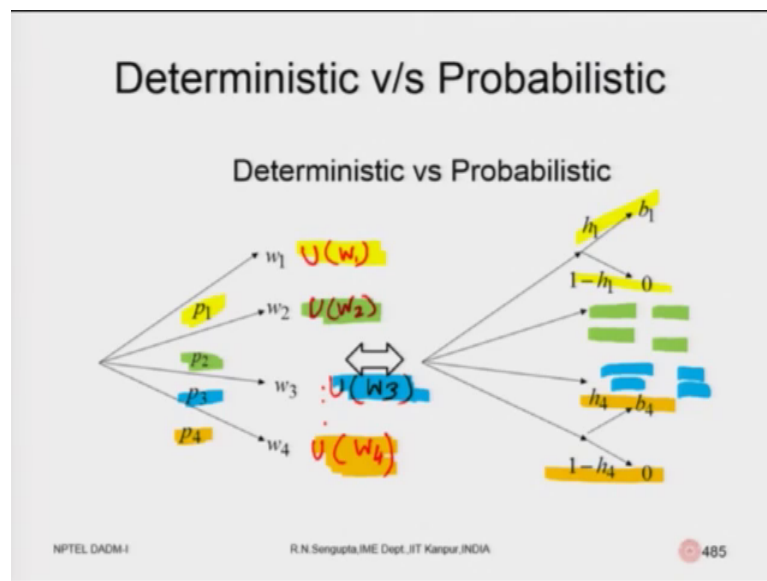 Deterministic v/s Probabilistic
Deterministic vs Probabilistic
h₁ b₁
w₁ U(W₁)
1−h₁ 0
p₁ w₂ U(W₂)
p₂
p₃ w₃ U(W3)
h₄ b₄
p₄ w₄ U(W₄)
1−h₄ 0
NPTEL DADM-I R.N.Sengupta,IME Dept.,IIT Kanpur,INDIA 485